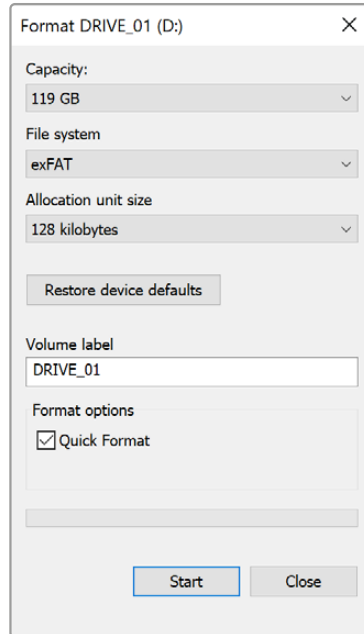 Format DRIVE_01 (D:)
Capacity:
119 GB
File system
exFAT
Allocation unit size
128 kilobytes
Restore device defaults
Volume label
DRIVE_01
Format options
Quick Format
Start Close